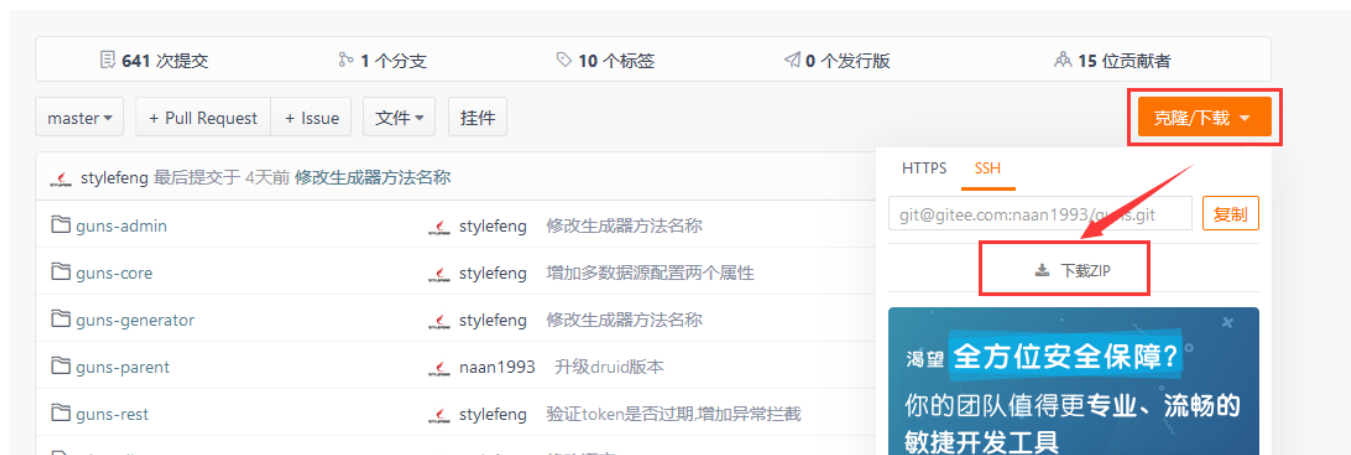 641 次提交 1 个分支 10 个标签 0 个发行版 15 位贡献者
master + Pull Request + Issue 文件 挂件 克隆/下载
stylefeng 最后提交于 4天前 修改生成器方法名称
HTTPS SSH
git@gitee.com:naan1993/guns.git 复制
下载ZIP
guns-admin stylefeng 修改生成器方法名称
guns-core stylefeng 增加多数据源配置两个属性
guns-generator stylefeng 修改生成器方法名称
guns-parent naan1993 升级druid版本
guns-rest stylefeng 验证token是否过期,增加异常拦截
渴望 全方位安全保障?
你的团队值得更专业、流畅的
敏捷开发工具